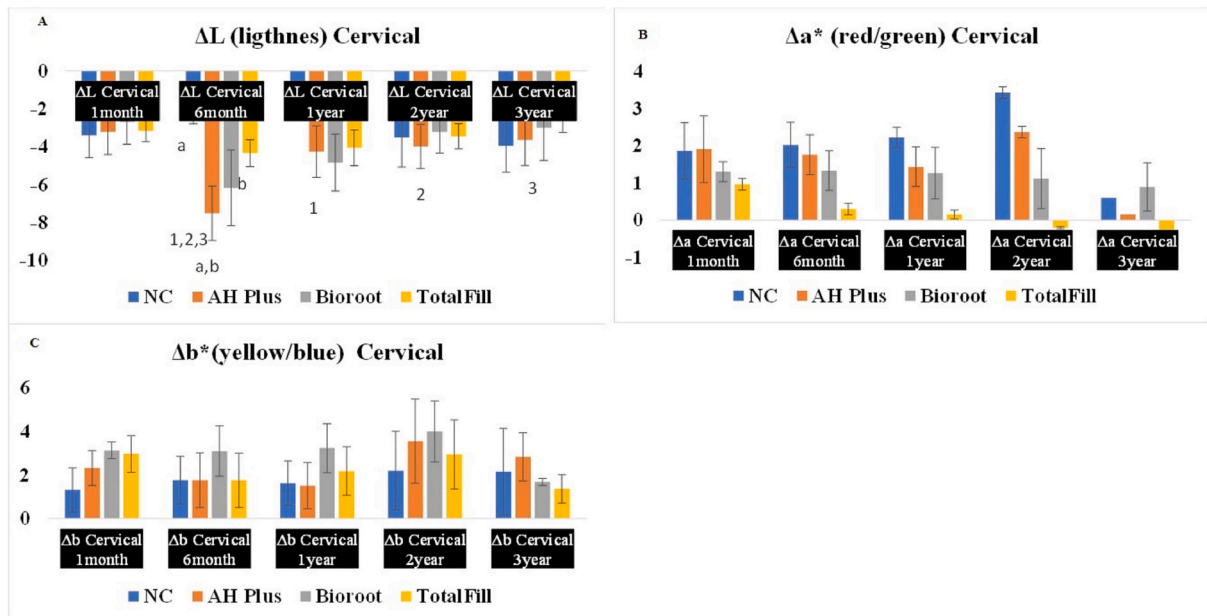 A
ΔL (ligthnes) Cervical
0
-2
-4
-6
-8
-10
ΔL Cervical
1month
ΔL Cervical
6month
ΔL Cervical
1year
ΔL Cervical
2year
ΔL Cervical
3year
a
b
1,2,3
a,b
1
2
3
NC AH Plus Bioroot TotalFill
B
Δa* (red/green) Cervical
4
3
2
1
0
-1
Δa Cervical
1month
Δa Cervical
6month
Δa Cervical
1year
Δa Cervical
2year
Δa Cervical
3year
NC AH Plus Bioroot TotalFill
C
Δb*(yellow/blue) Cervical
6
4
2
0
Δb Cervical
1month
Δb Cervical
6month
Δb Cervical
1year
Δb Cervical
2year
Δb Cervical
3year
NC AH Plus Bioroot TotalFill